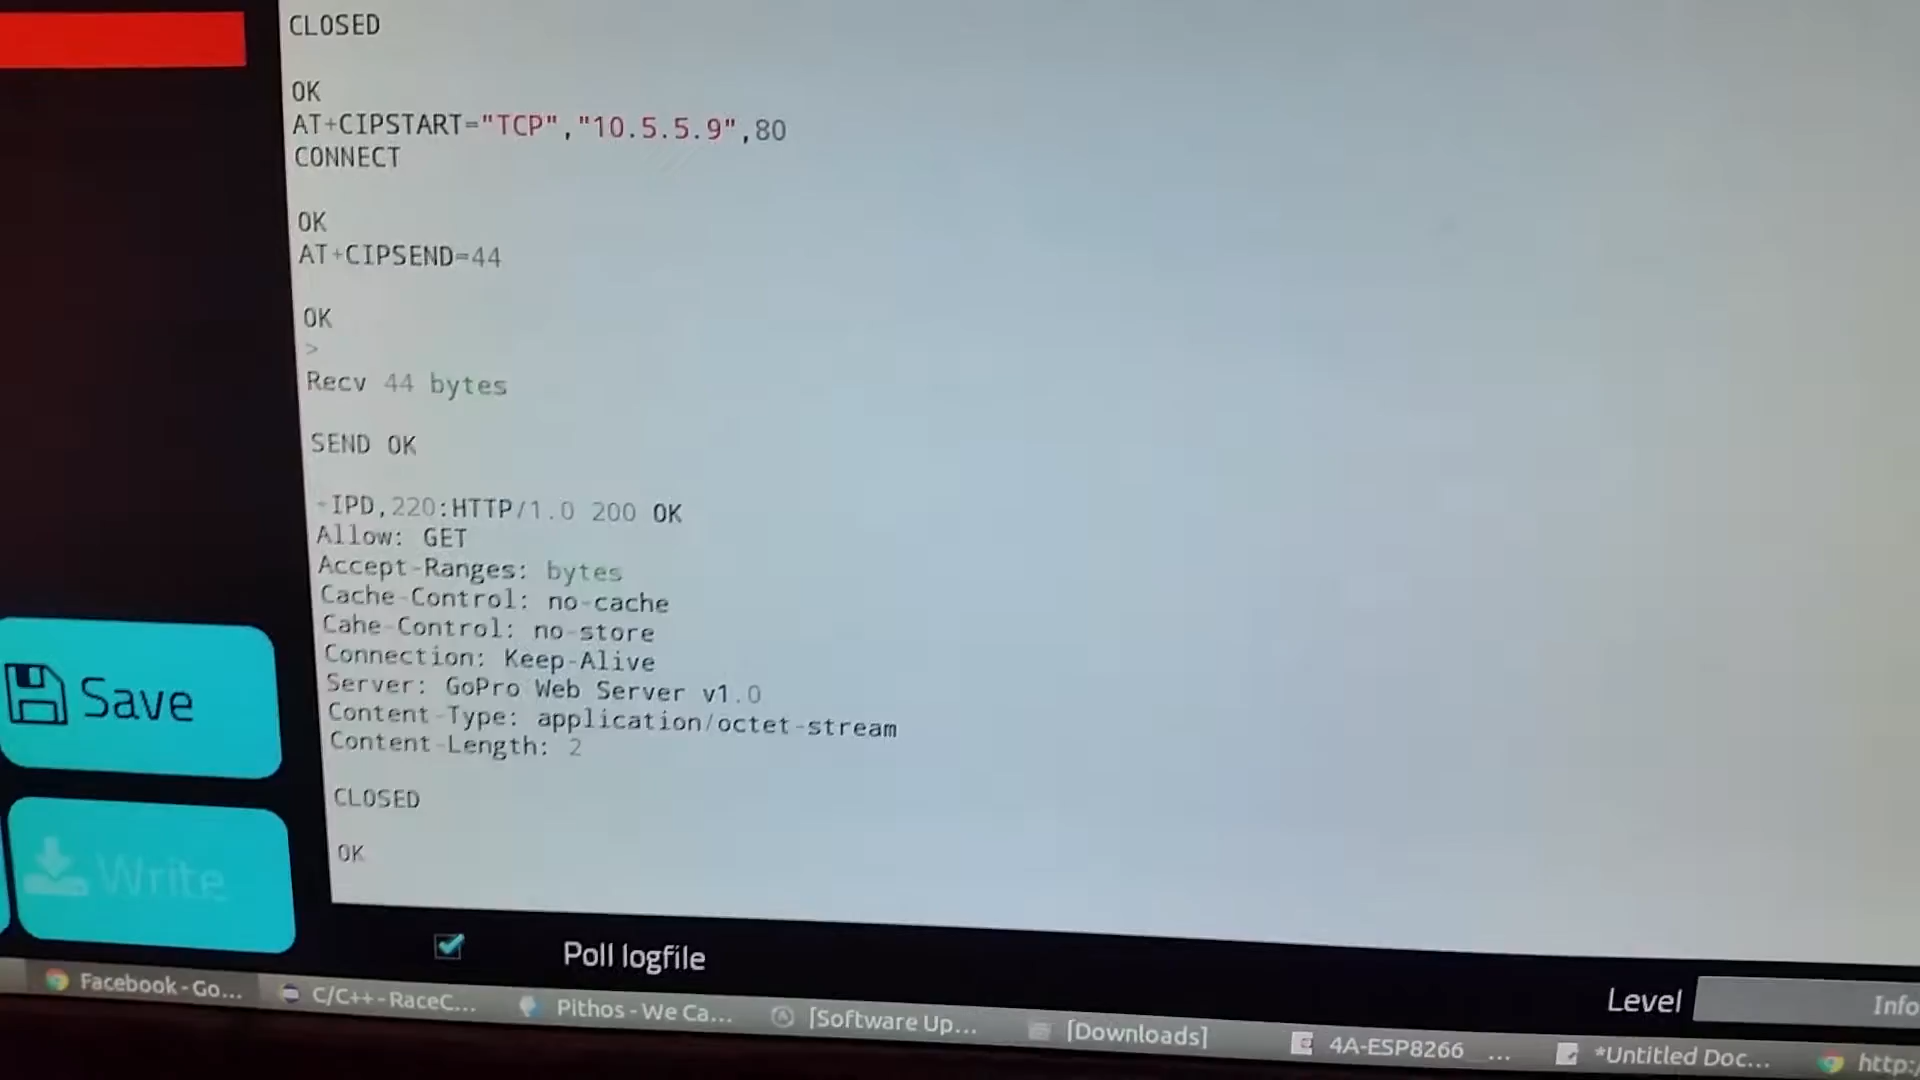 CLOSED
OK
AT+CIPSTART="TCP","10.5.5.9",80
CONNECT
OK
AT+CIPSEND=44
OK
>
Recv 44 bytes
SEND OK
+IPD,220:HTTP/1.0 200 OK
Allow: GET
Accept-Ranges: bytes
Cache-Control: no-cache
Cahe-Control: no-store
Connection: Keep-Alive
Server: GoPro Web Server v1.0
Content-Type: application/octet-stream
Content-Length: 2
CLOSED
OK
Save
Write
Poll logfile
Level Info
Facebook - Go... C/C++ - RaceC... Pithos - We Ca... [Software Up... [Downloads] 4A-ESP8266 ... *Untitled Doc... http:/